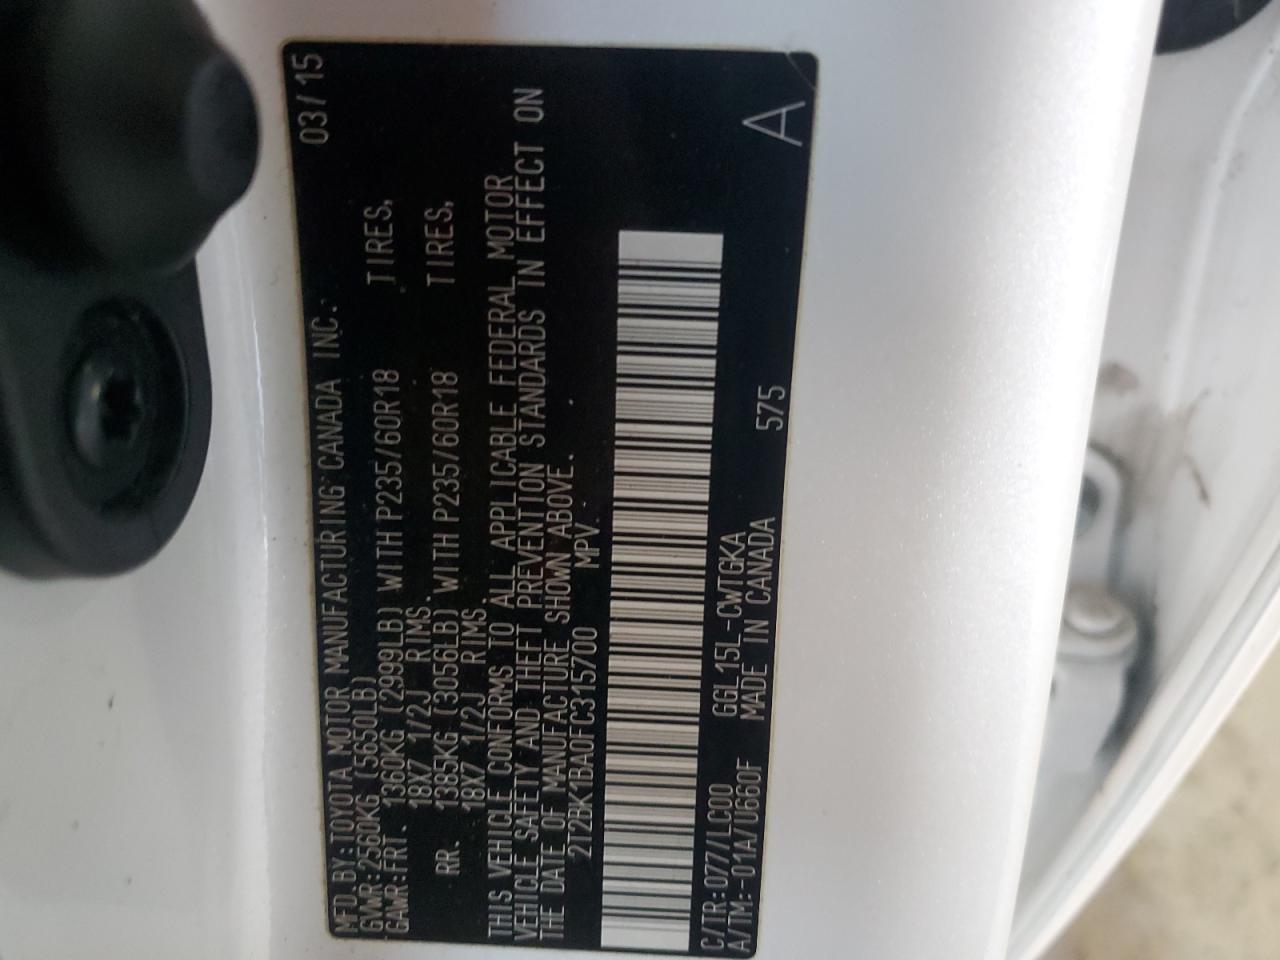 MFD.BY:TOYOTA MOTOR MANUFACTURING CANADA INC. 03/15
GVWR:2560KG (5650LB)
GAWR:FRT. 1360KG (2999LB) WITH P235/60R18 TIRES,
18X7 1/2J RIMS.
RR. 1385KG (3056LB) WITH P235/60R18 TIRES,
18X7 1/2J RIMS.
THIS VEHICLE CONFORMS TO ALL APPLICABLE FEDERAL MOTOR
VEHICLE SAFETY AND THEFT PREVENTION STANDARDS IN EFFECT ON
THE DATE OF MANUFACTURE SHOWN ABOVE.
2T2BK1BA0FC315700 MPV
C/TR:077/LC00 GGL15L-CWTGKA A
A/TM:-01A/U660F MADE IN CANADA 575